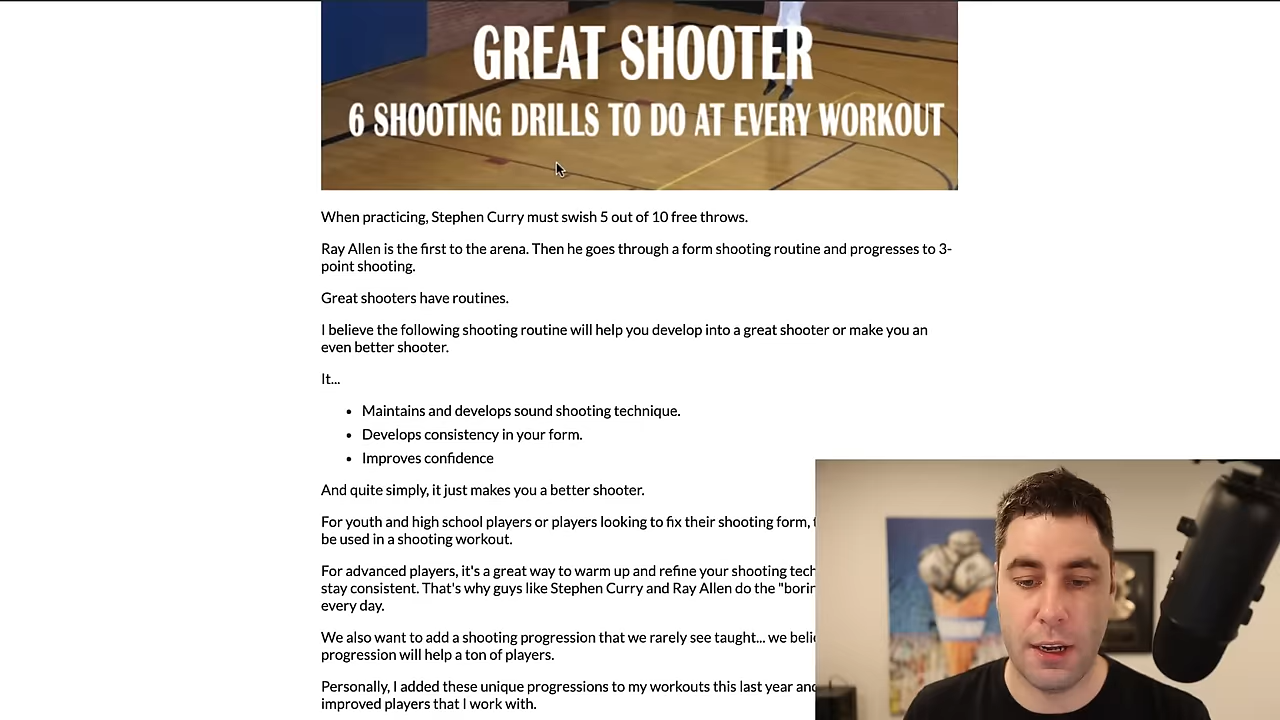 GREAT SHOOTER
6 SHOOTING DRILLS TO DO AT EVERY WORKOUT
When practicing, Stephen Curry must swish 5 out of 10 free throws.
Ray Allen is the first to the arena. Then he goes through a form shooting routine and progresses to 3-
point shooting.
Great shooters have routines.
I believe the following shooting routine will help you develop into a great shooter or make you an
even better shooter.
It...
• Maintains and develops sound shooting technique.
• Develops consistency in your form.
• Improves confidence
And quite simply, it just makes you a better shooter.
For youth and high school players or players looking to fix their shooting form,
be used in a shooting workout.
For advanced players, it's a great way to warm up and refine your shooting
stay consistent. That's why guys like Stephen Curry and Ray Allen do the
every day.
We also want to add a shooting progression that we rarely see taught... we
progression will help a ton of players.
Personally, I added these unique progressions to my workouts this last year
improved players that I work with.